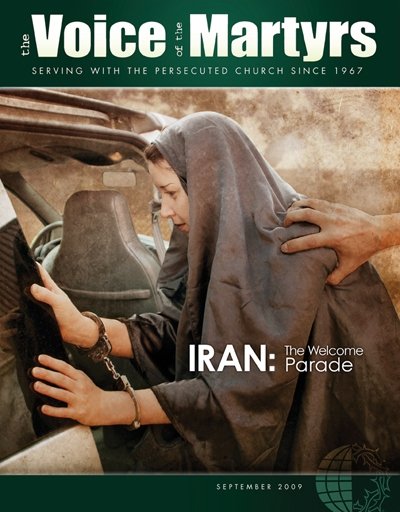 the Voice of the Martyrs
SERVING WITH THE PERSECUTED CHURCH SINCE 1967
IRAN: The Welcome
Parade
SEPTEMBER 2009